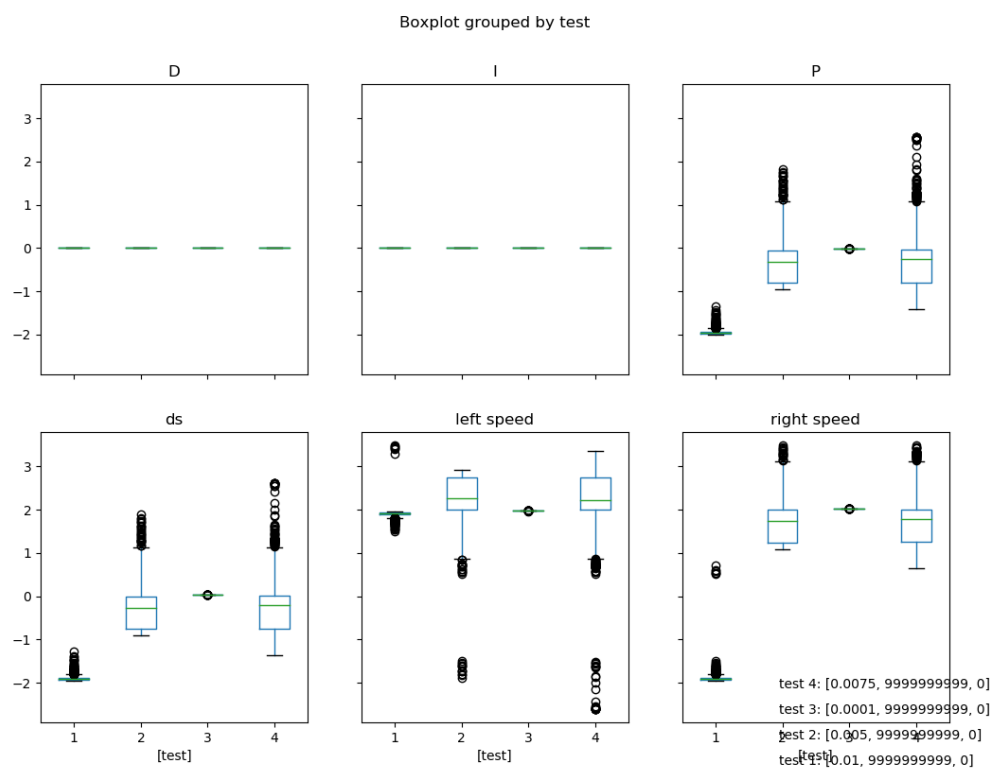 Boxplot grouped by test
D
I
P
3
2
1
0
−1
−2
ds
left speed
right speed
3
2
1
0
−1
−2
1 2 3 4
[test]
1 2 3 4
[test]
1 2 3 4
[test]
test 4: [0.0075, 9999999999, 0]
test 3: [0.0001, 9999999999, 0]
test 2: [0.005, 9999999999, 0]
test 1: [0.01, 9999999999, 0]